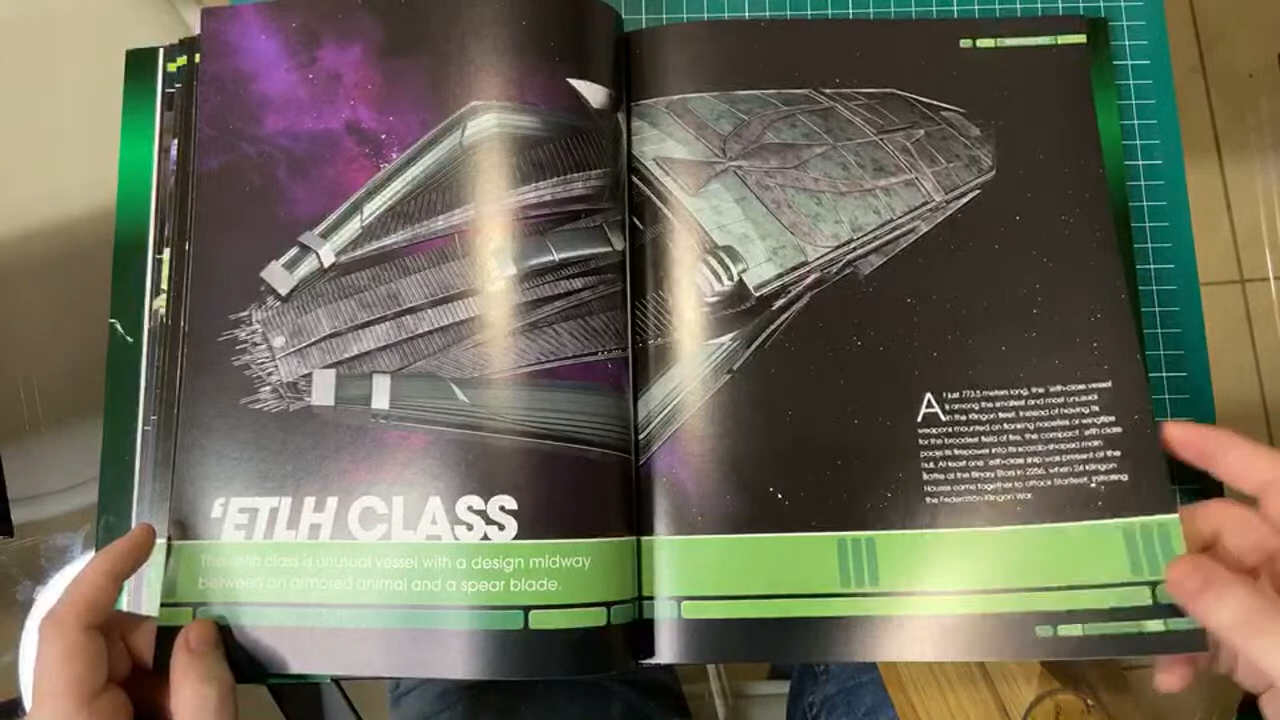 'ETLH CLASS
The 'etlh class is unusual vessel with a design midway
between an armored animal and a spear blade.
At just 773.5 meters long, the 'etlh-class vessel
is among the smallest and most unusual
in the Klingon fleet. Instead of having its
weapons mounted on flanking nacelles or wingtips
for the broadest field of fire, the compact 'etlh class
packs its firepower into its scarab-shaped main
hull. At least one 'etlh-class ship was present at the
Battle at the Binary Stars in 2256, when 24 Klingon
Houses came together to attack Starfleet, initiating
the Federation-Klingon War.